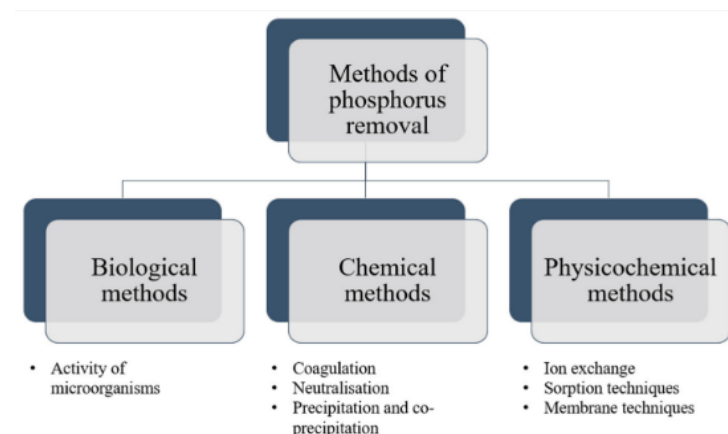 Methods of
phosphorus
removal
Biological
methods
• Activity of
microorganisms
Chemical
methods
• Coagulation
• Neutralisation
• Precipitation and co-
precipitation
Physicochemical
methods
• Ion exchange
• Sorption techniques
• Membrane techniques